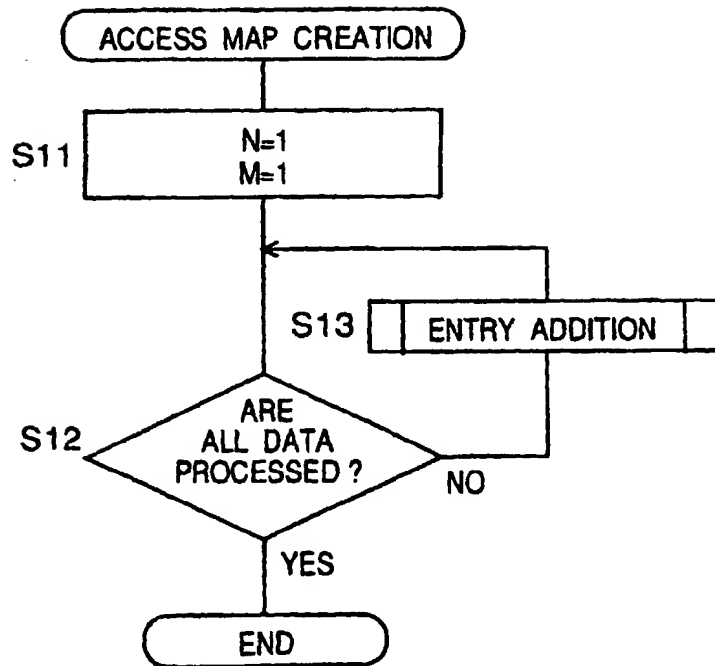 ACCESS MAP CREATION
S11
N=1
M=1
S13
ENTRY ADDITION
S12
ARE
ALL DATA
PROCESSED?
NO
YES
END